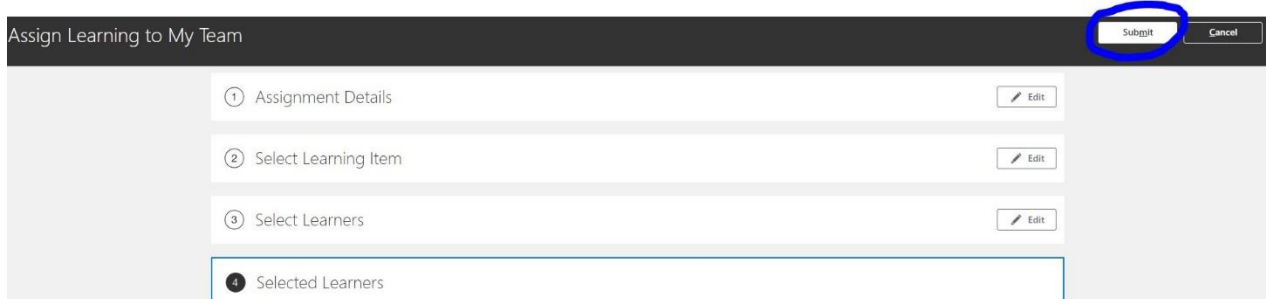 Assign Learning to My Team
Submit
Cancel
1 Assignment Details
Edit
2 Select Learning Item
Edit
3 Select Learners
Edit
4 Selected Learners